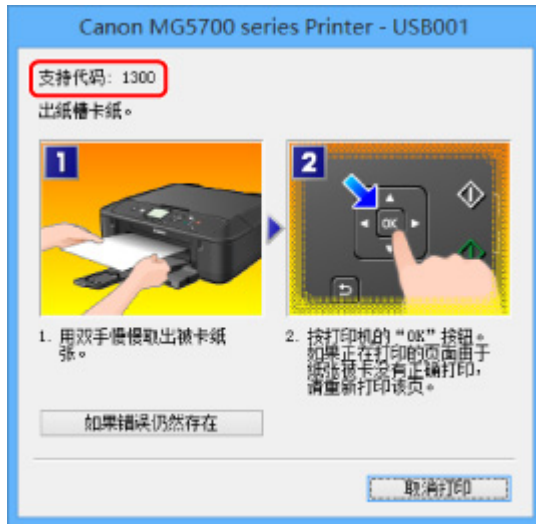 Canon MG5700 series Printer - USB001
支持代码: 1300
出纸槽卡纸。
1
2
OK
1. 用双手慢慢取出被卡纸
张。
2. 按打印机的“OK”按钮。
如果正在打印的页面由于
纸张被卡没有正确打印，
请重新打印该页。
如果错误仍然存在
取消打印